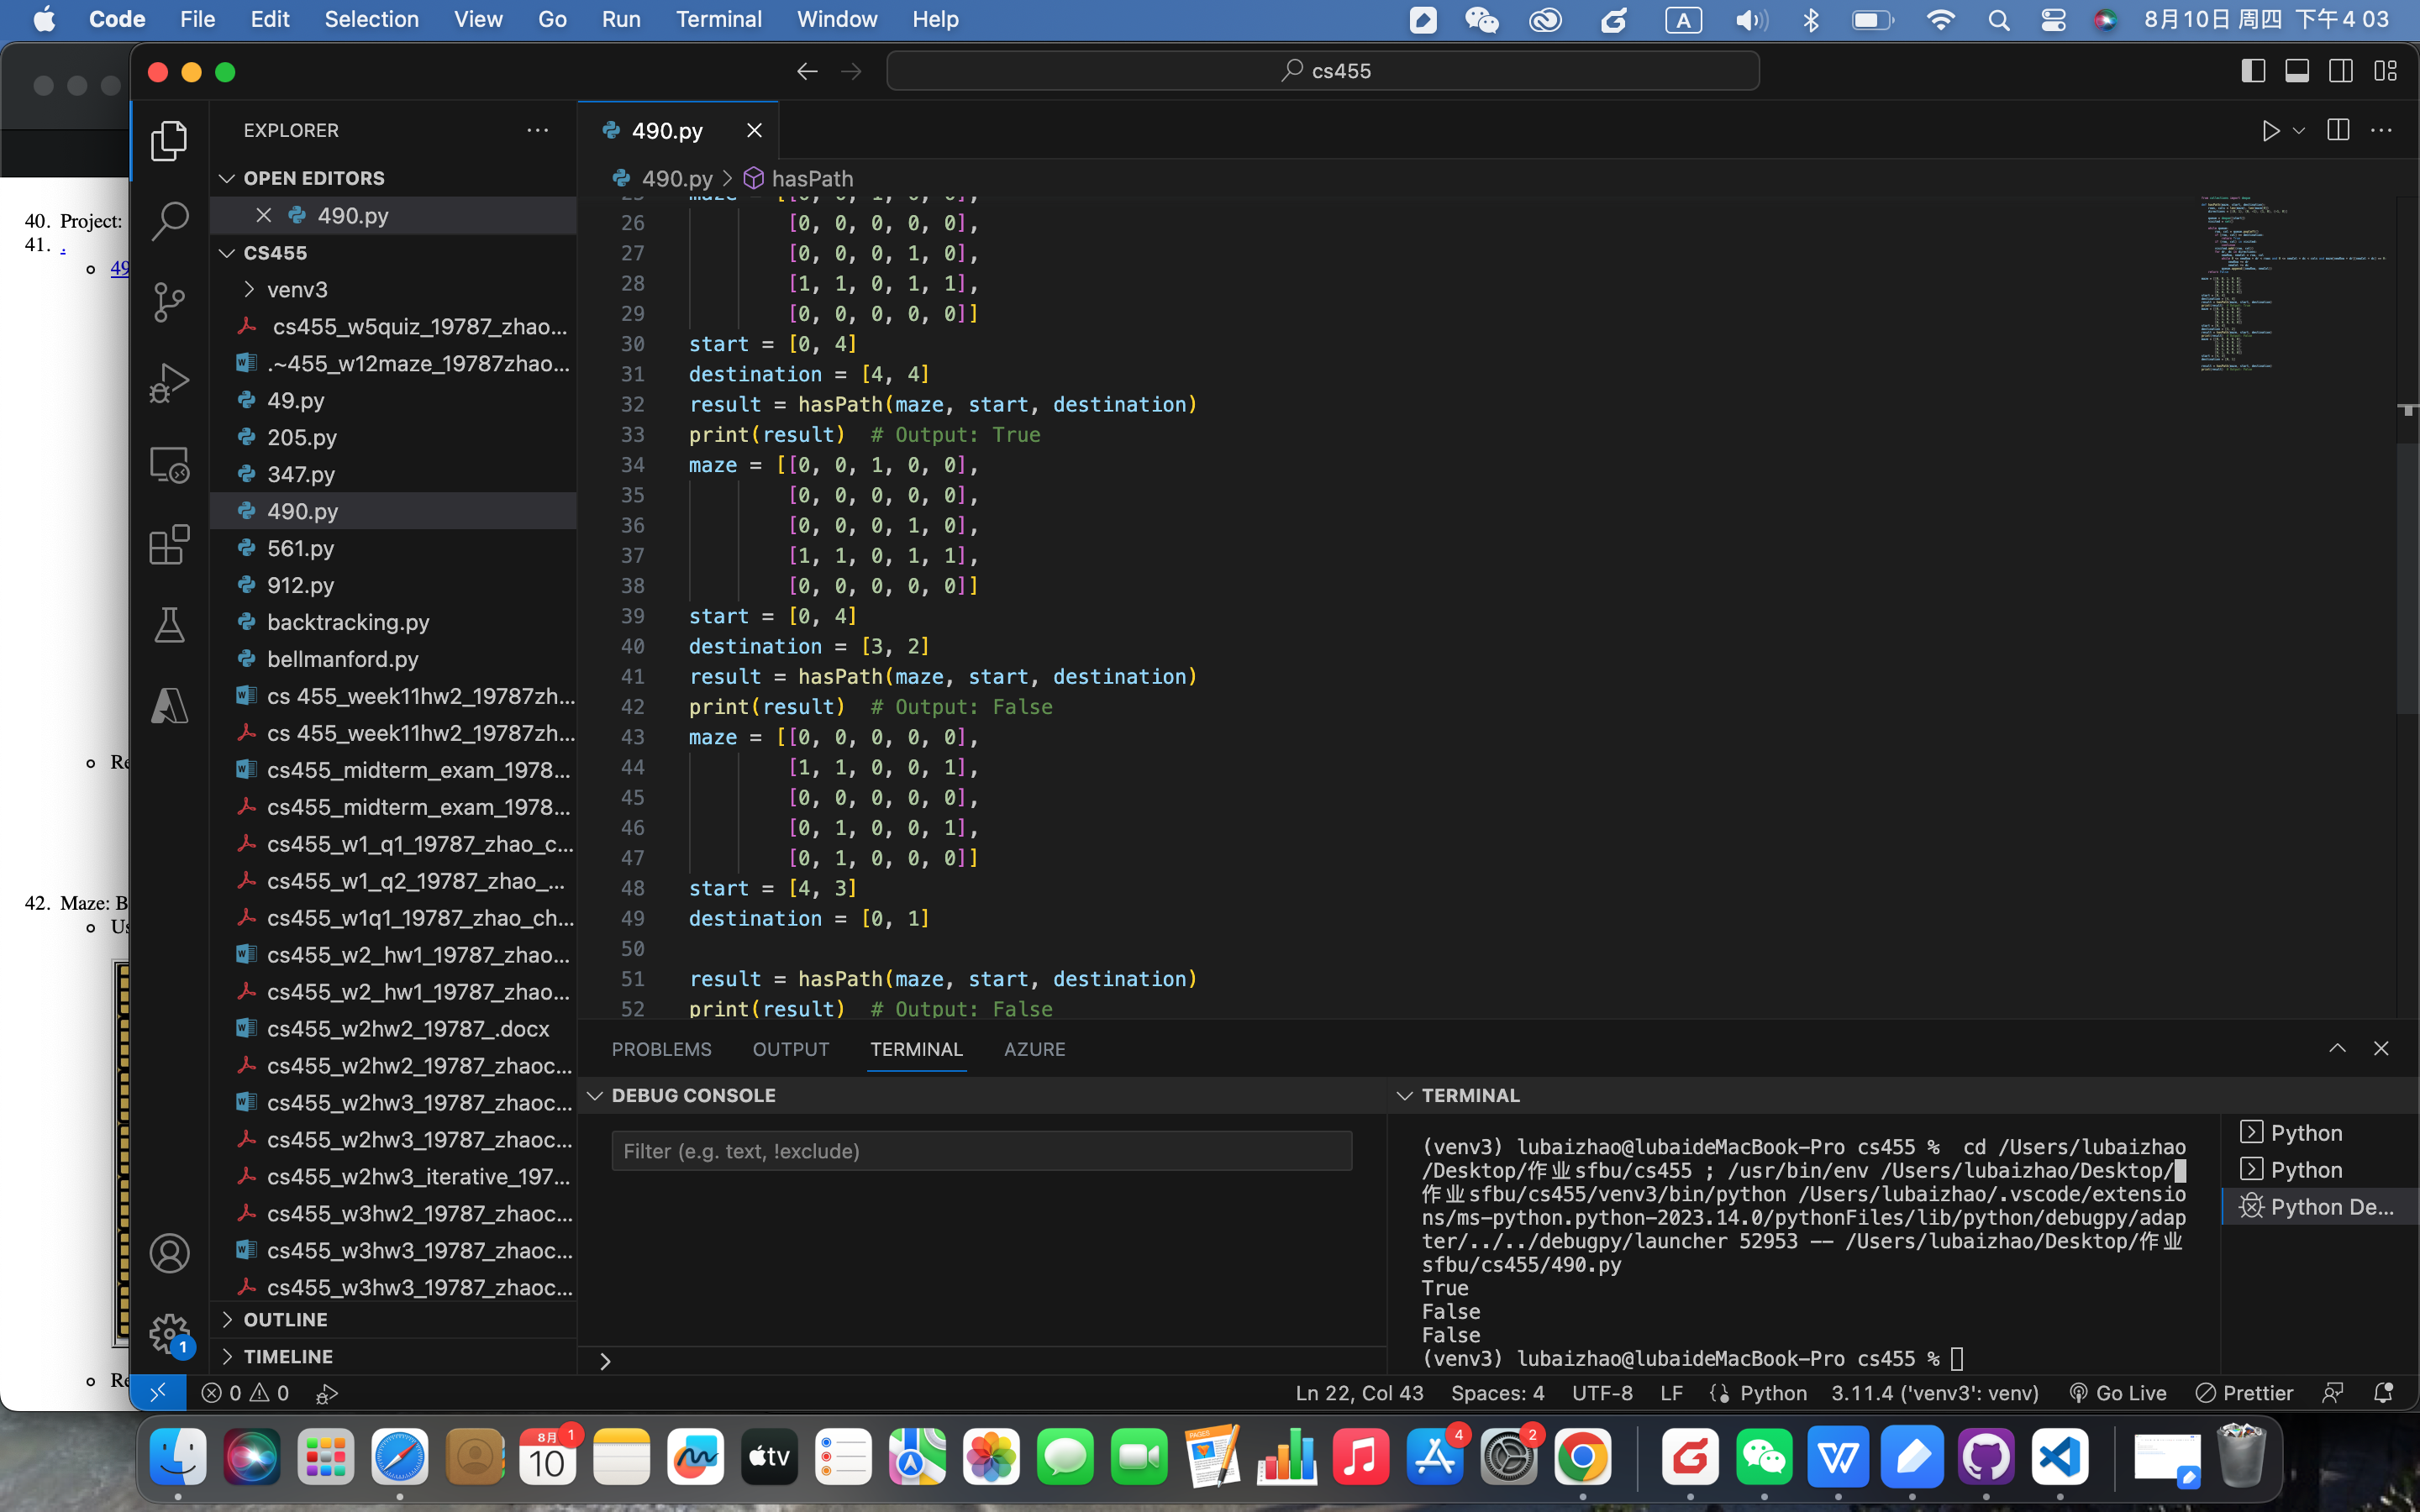 Code File Edit Selection View Go Run Terminal Window Help
A 8月10日 周四 下午4 03
cs455
40. Project:
41. .
49
Re
42. Maze: B
Us
Re
EXPLORER
OPEN EDITORS
490.py
CS455
venv3
cs455_w5quiz_19787_zhao...
.~455_w12maze_19787zhao...
49.py
205.py
347.py
490.py
561.py
912.py
backtracking.py
bellmanford.py
cs 455_week11hw2_19787zh...
cs 455_week11hw2_19787zh...
cs455_midterm_exam_1978...
cs455_midterm_exam_1978...
cs455_w1_q1_19787_zhao_c...
cs455_w1_q2_19787_zhao_...
cs455_w1q1_19787_zhao_ch...
cs455_w2_hw1_19787_zhao...
cs455_w2_hw1_19787_zhao...
cs455_w2hw2_19787_.docx
cs455_w2hw2_19787_zhaoc...
cs455_w2hw3_19787_zhaoc...
cs455_w2hw3_19787_zhaoc...
cs455_w2hw3_iterative_197...
cs455_w3hw2_19787_zhaoc...
cs455_w3hw3_19787_zhaoc...
cs455_w3hw3_19787_zhaoc...
OUTLINE
TIMELINE
1
490.py
490.py > hasPath
25 maze = [[0, 0, 1, 0, 0],
26 [0, 0, 0, 0, 0],
27 [0, 0, 0, 1, 0],
28 [1, 1, 0, 1, 1],
29 [0, 0, 0, 0, 0]]
30 start = [0, 4]
31 destination = [4, 4]
32 result = hasPath(maze, start, destination)
33 print(result)  # Output: True
34 maze = [[0, 0, 1, 0, 0],
35 [0, 0, 0, 0, 0],
36 [0, 0, 0, 1, 0],
37 [1, 1, 0, 1, 1],
38 [0, 0, 0, 0, 0]]
39 start = [0, 4]
40 destination = [3, 2]
41 result = hasPath(maze, start, destination)
42 print(result)  # Output: False
43 maze = [[0, 0, 0, 0, 0],
44 [1, 1, 0, 0, 1],
45 [0, 0, 0, 0, 0],
46 [0, 1, 0, 0, 1],
47 [0, 1, 0, 0, 0]]
48 start = [4, 3]
49 destination = [0, 1]
50
51 result = hasPath(maze, start, destination)
52 print(result)  # Output: False
PROBLEMS OUTPUT TERMINAL AZURE
DEBUG CONSOLE
Filter (e.g. text, !exclude)
TERMINAL
(venv3) lubaizhao@lubaideMacBook-Pro cs455 %  cd /Users/lubaizhao
/Desktop/作业sfbu/cs455 ; /usr/bin/env /Users/lubaizhao/Desktop/
作业sfbu/cs455/venv3/bin/python /Users/lubaizhao/.vscode/extensio
ns/ms-python.python-2023.14.0/pythonFiles/lib/python/debugpy/adap
ter/../../debugpy/launcher 52953 -- /Users/lubaizhao/Desktop/作业
sfbu/cs455/490.py
True
False
False
(venv3) lubaizhao@lubaideMacBook-Pro cs455 %
Python
Python
Python De...
0 0 Ln 22, Col 43 Spaces: 4 UTF-8 LF Python 3.11.4 ('venv3': venv) Go Live Prettier
8月 10 1
tv
PAGES
4
2